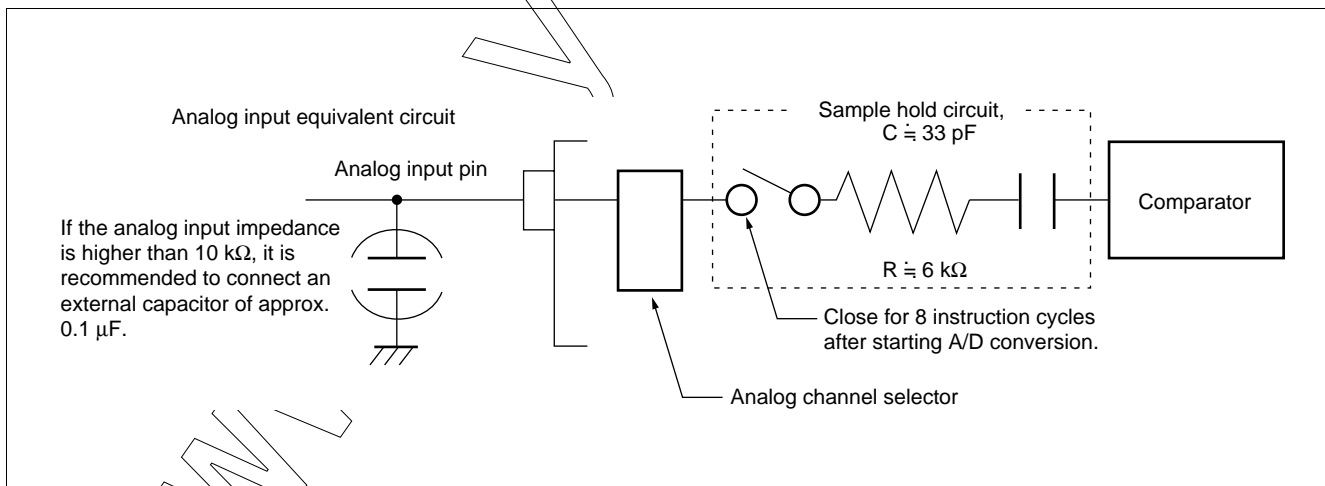 Analog input equivalent circuit
Analog input pin
If the analog input impedance
is higher than 10 kΩ, it is
recommended to connect an
external capacitor of approx.
0.1 μF.
Sample hold circuit,
C ≒ 33 pF
R ≒ 6 kΩ
Comparator
Close for 8 instruction cycles
after starting A/D conversion.
Analog channel selector